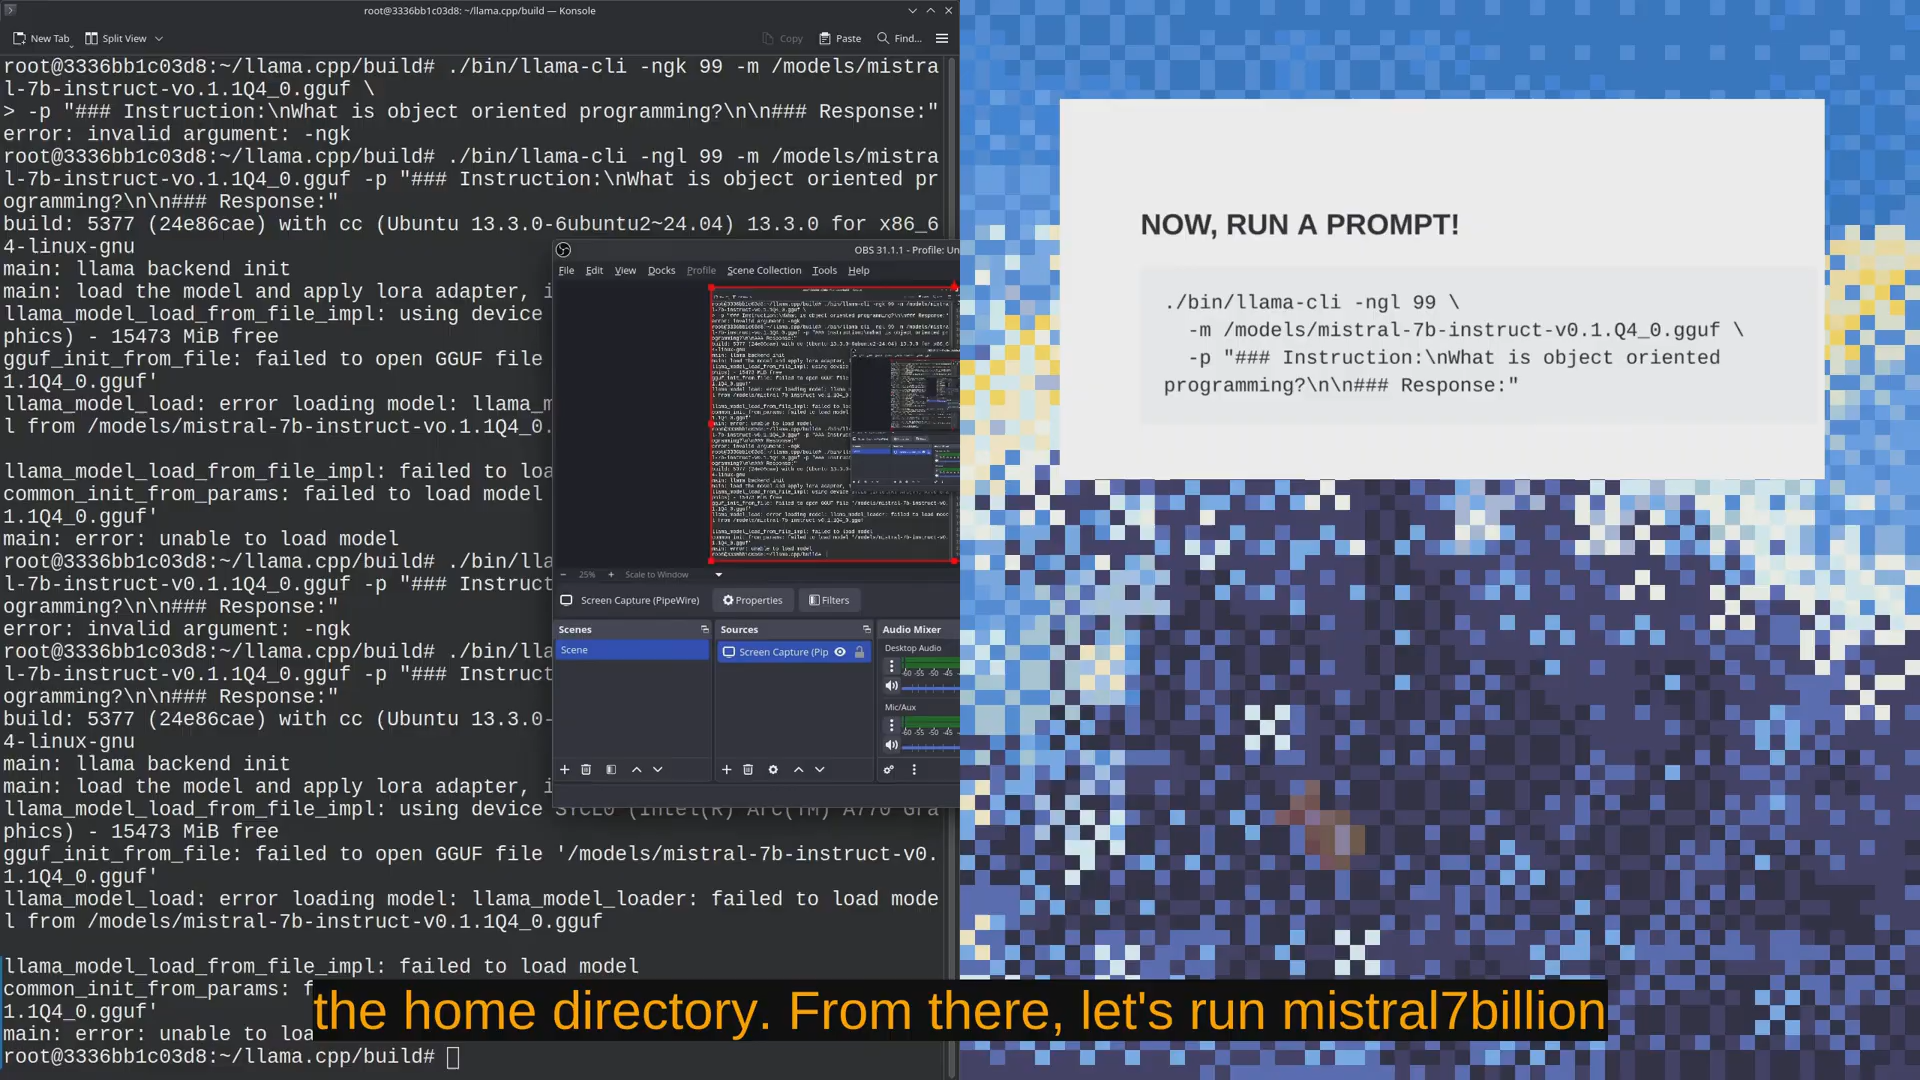 root@3336bb1c03d8: ~/llama.cpp/build — Konsole
New Tab
Split View
Copy
Paste
Find...
root@3336bb1c03d8:~/llama.cpp/build# ./bin/llama-cli -ngk 99 -m /models/mistra
l-7b-instruct-vo.1.1Q4_0.gguf \
> -p "### Instruction:\nWhat is object oriented programming?\n\n### Response:"
error: invalid argument: -ngk
root@3336bb1c03d8:~/llama.cpp/build# ./bin/llama-cli -ngl 99 -m /models/mistra
l-7b-instruct-vo.1.1Q4_0.gguf -p "### Instruction:\nWhat is object oriented pr
ogramming?\n\n### Response:"
build: 5377 (24e86cae) with cc (Ubuntu 13.3.0-6ubuntu2~24.04) 13.3.0 for x86_6
4-linux-gnu
main: llama backend init
main: load the model and apply lora adapter, i
llama_model_load_from_file_impl: using device
phics) - 15473 MiB free
gguf_init_from_file: failed to open GGUF file
1.1Q4_0.gguf'
llama_model_load: error loading model: llama_m
l from /models/mistral-7b-instruct-vo.1.1Q4_0.
llama_model_load_from_file_impl: failed to loa
common_init_from_params: failed to load model
1.1Q4_0.gguf'
main: error: unable to load model
root@3336bb1c03d8:~/llama.cpp/build# ./bin/lla
l-7b-instruct-v0.1.1Q4_0.gguf -p "### Instruct
ogramming?\n\n### Response:"
error: invalid argument: -ngk
root@3336bb1c03d8:~/llama.cpp/build# ./bin/lla
l-7b-instruct-v0.1.1Q4_0.gguf -p "### Instruct
ogramming?\n\n### Response:"
build: 5377 (24e86cae) with cc (Ubuntu 13.3.0-
4-linux-gnu
main: llama backend init
main: load the model and apply lora adapter, i
llama_model_load_from_file_impl: using device SYCL0 (Intel(R) Arc(TM) A770 Gra
phics) - 15473 MiB free
gguf_init_from_file: failed to open GGUF file '/models/mistral-7b-instruct-v0.
1.1Q4_0.gguf'
llama_model_load: error loading model: llama_model_loader: failed to load mode
l from /models/mistral-7b-instruct-v0.1.1Q4_0.gguf
llama_model_load_from_file_impl: failed to load model
common_init_from_params: f
1.1Q4_0.gguf'
main: error: unable to loa
root@3336bb1c03d8:~/llama.cpp/build#
OBS 31.1.1 - Profile: Un
File Edit View Docks Profile Scene Collection Tools Help
25%
Scale to Window
Screen Capture (PipeWire)
Properties
Filters
Scenes
Scene
Sources
Screen Capture (Pip
Audio Mixer
Desktop Audio
-60 -55 -50 -45
Mic/Aux
-60 -55 -50 -45
NOW, RUN A PROMPT!
./bin/llama-cli -ngl 99 \
-m /models/mistral-7b-instruct-v0.1.Q4_0.gguf \
-p "### Instruction:\nWhat is object oriented
programming?\n\n### Response:"
the home directory. From there, let's run mistral7billion